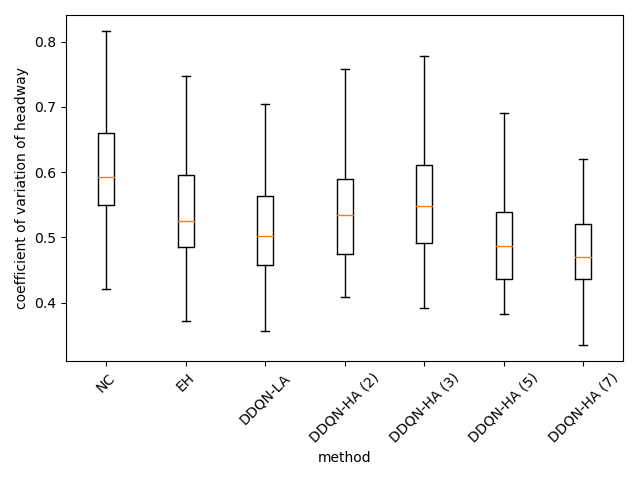 coefficient of variation of headway
0.8
0.7
0.6
0.5
0.4
NC
EH
DDQN-LA
DDQN-HA (2)
DDQN-HA (3)
DDQN-HA (5)
DDQN-HA (7)
method